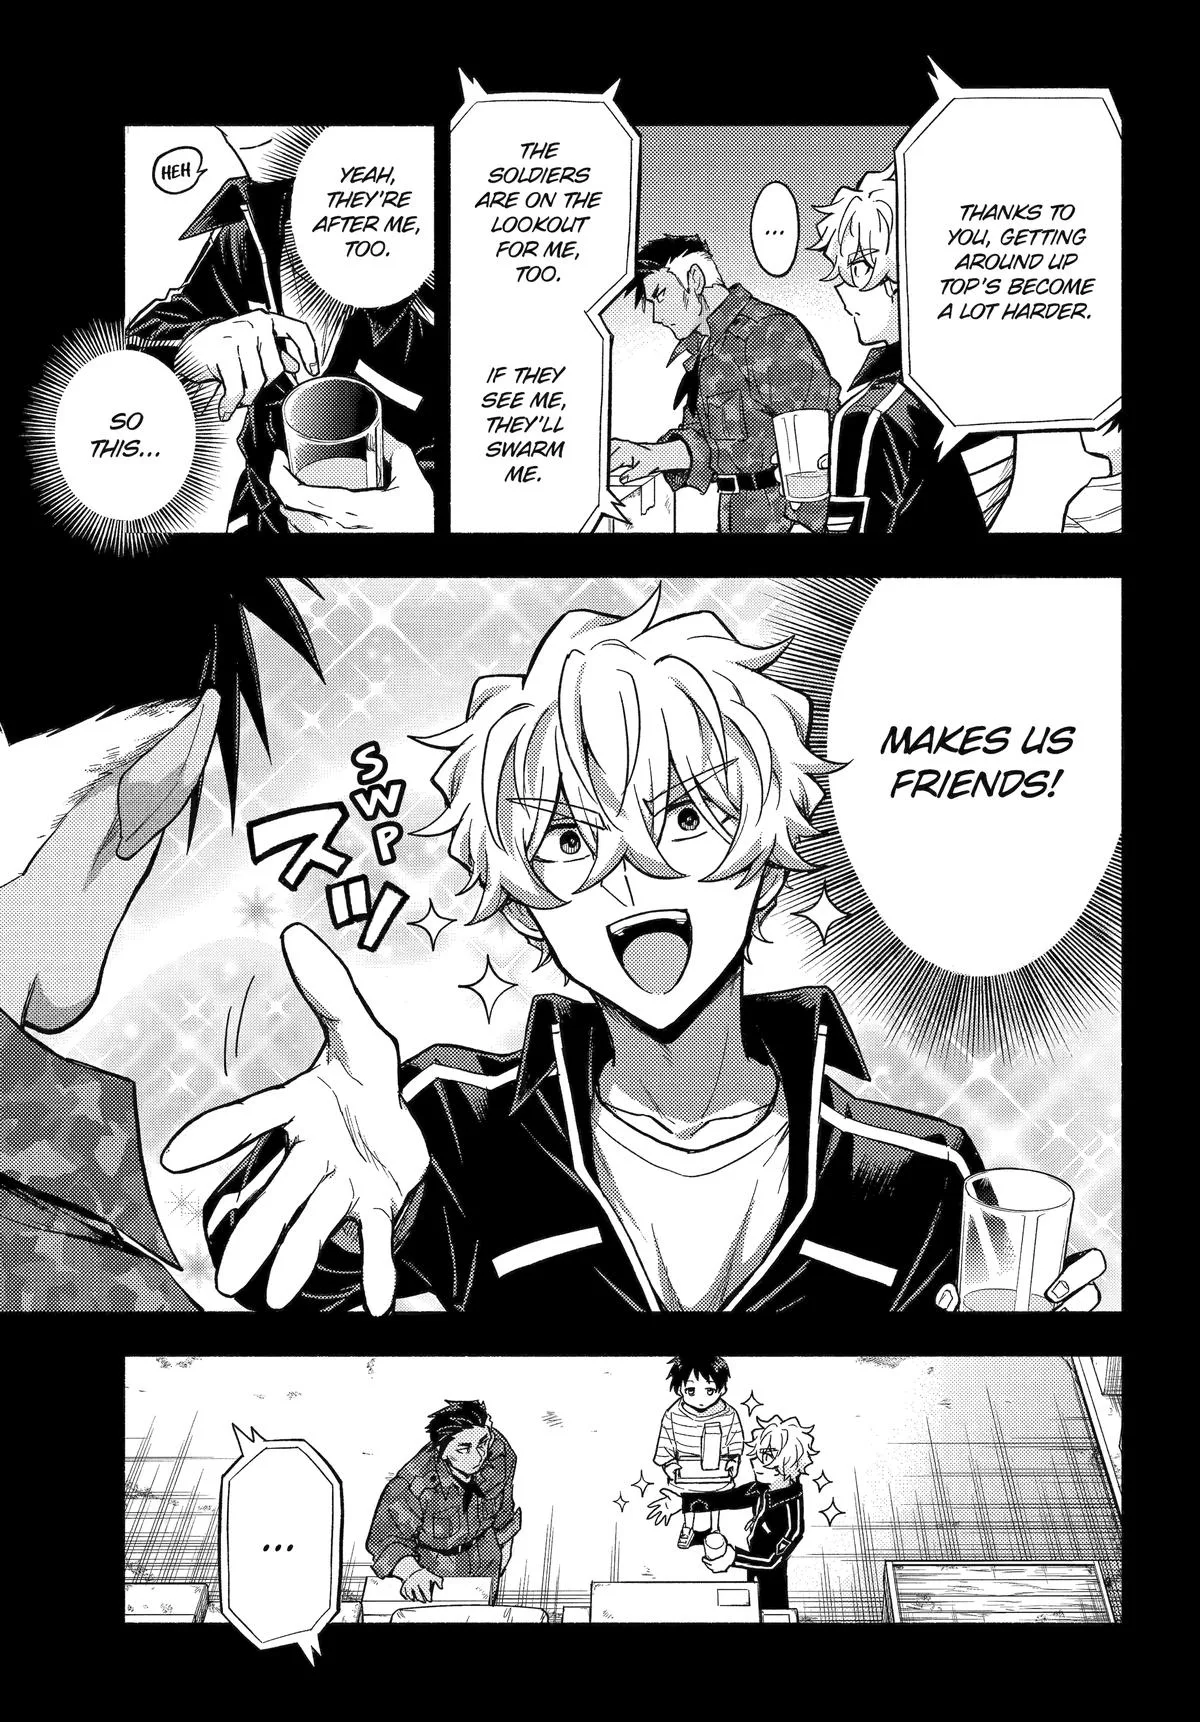 THANKS TO
YOU, GETTING
AROUND UP
TOP'S BECOME
A LOT HARDER.
...
THE
SOLDIERS
ARE ON THE
LOOKOUT
FOR ME,
TOO.
IF THEY
SEE ME,
THEY'LL
SWARM
ME.
YEAH,
THEY'RE
AFTER ME,
TOO.
HEH
SO
THIS...
MAKES US
FRIENDS!
SWP
スッ
...